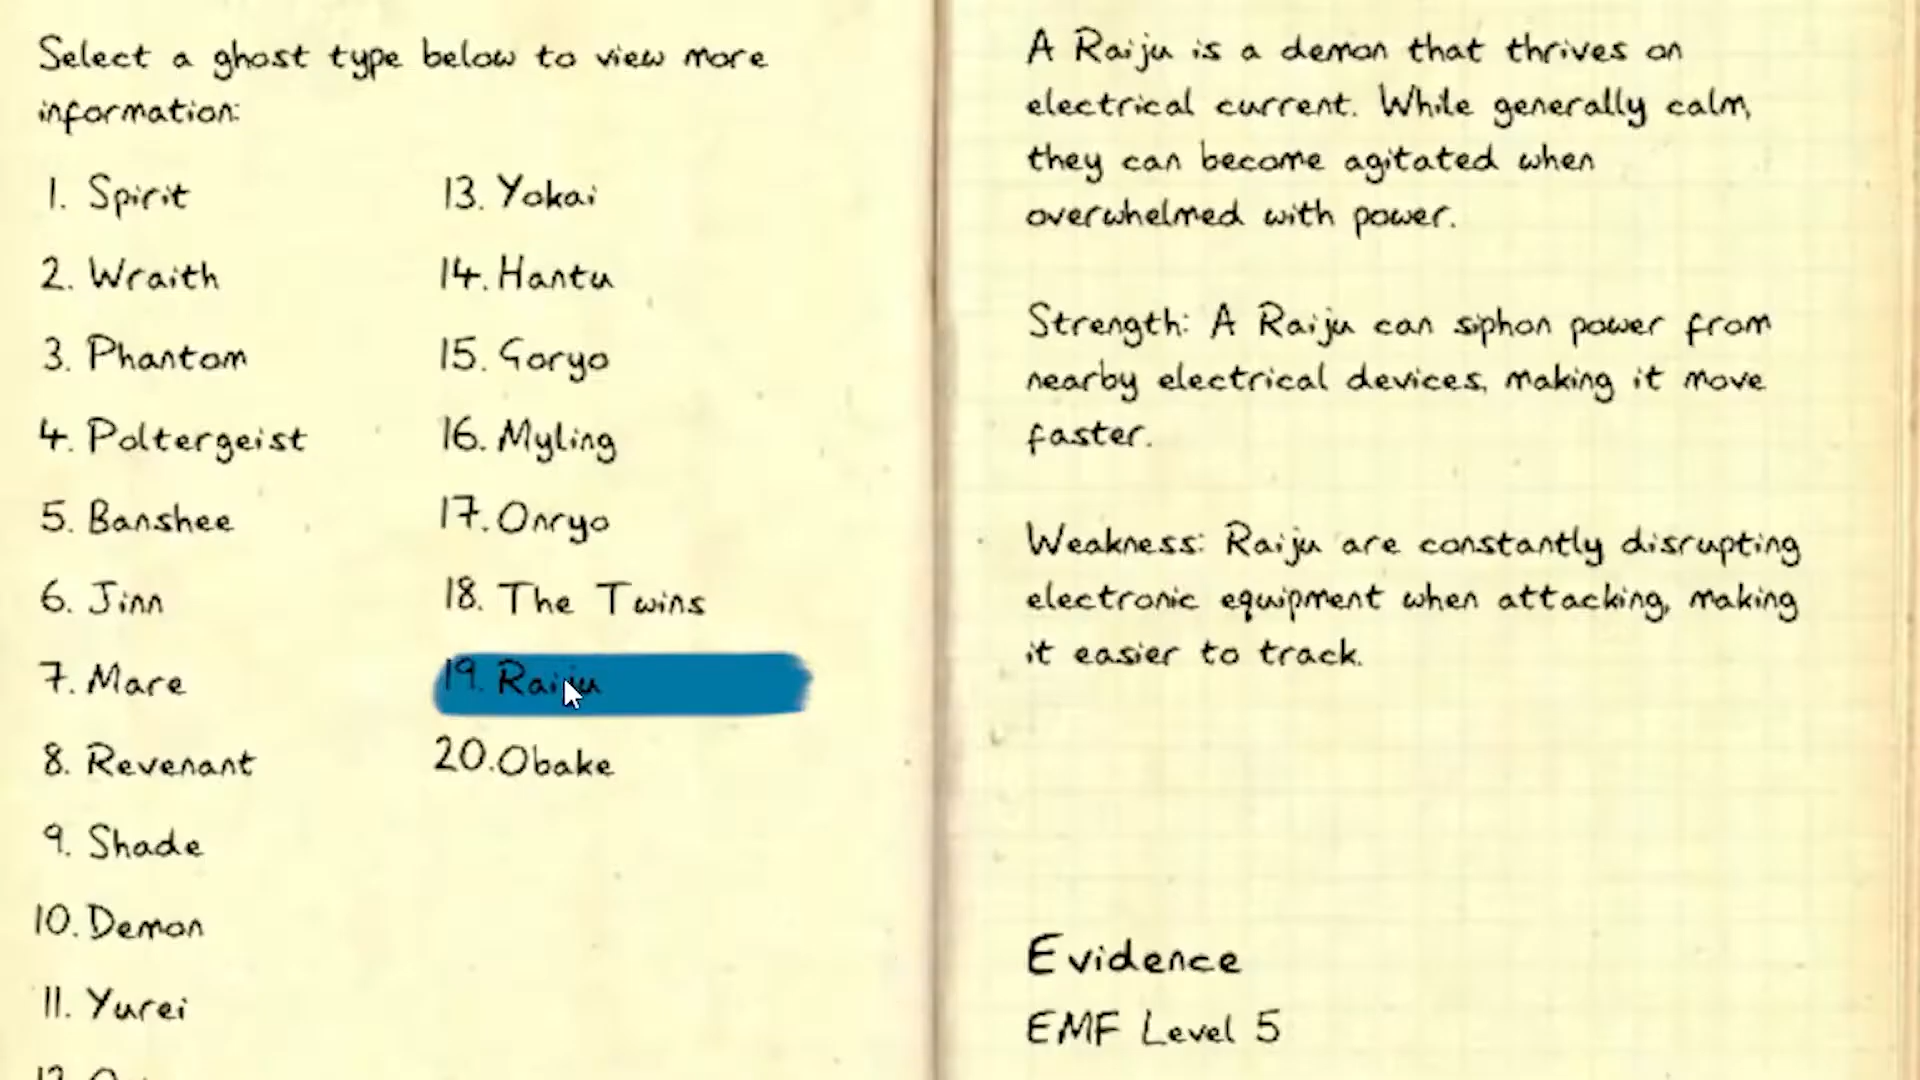 Select a ghost type below to view more
information:
1. Spirit
2. Wraith
3. Phantom
4. Poltergeist
5. Banshee
6. Jinn
7. Mare
8. Revenant
9. Shade
10. Demon
11. Yurei
13. Yokai
14. Hantu
15. Goryo
16. Myling
17. Onryo
18. The Twins
19. Raiju
20. Obake
A Raiju is a demon that thrives on
electrical current. While generally calm,
they can become agitated when
overwhelmed with power.
Strength: A Raiju can siphon power from
nearby electrical devices, making it move
faster.
Weakness: Raiju are constantly disrupting
electronic equipment when attacking, making
it easier to track.
Evidence
EMF Level 5